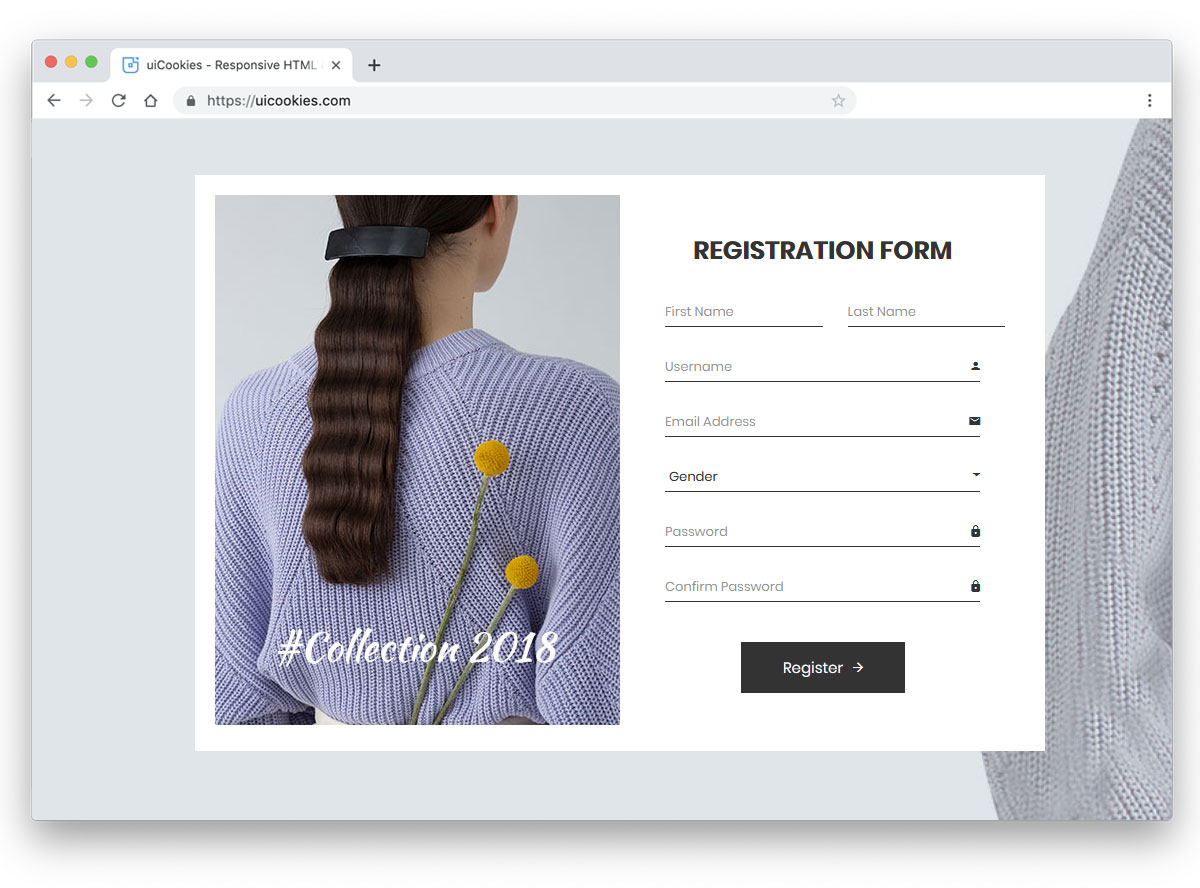 uiCookies - Responsive HTML
https://uicookies.com
REGISTRATION FORM
First Name Last Name
Username
Email Address
Gender
Password
Confirm Password
#Collection 2018
Register